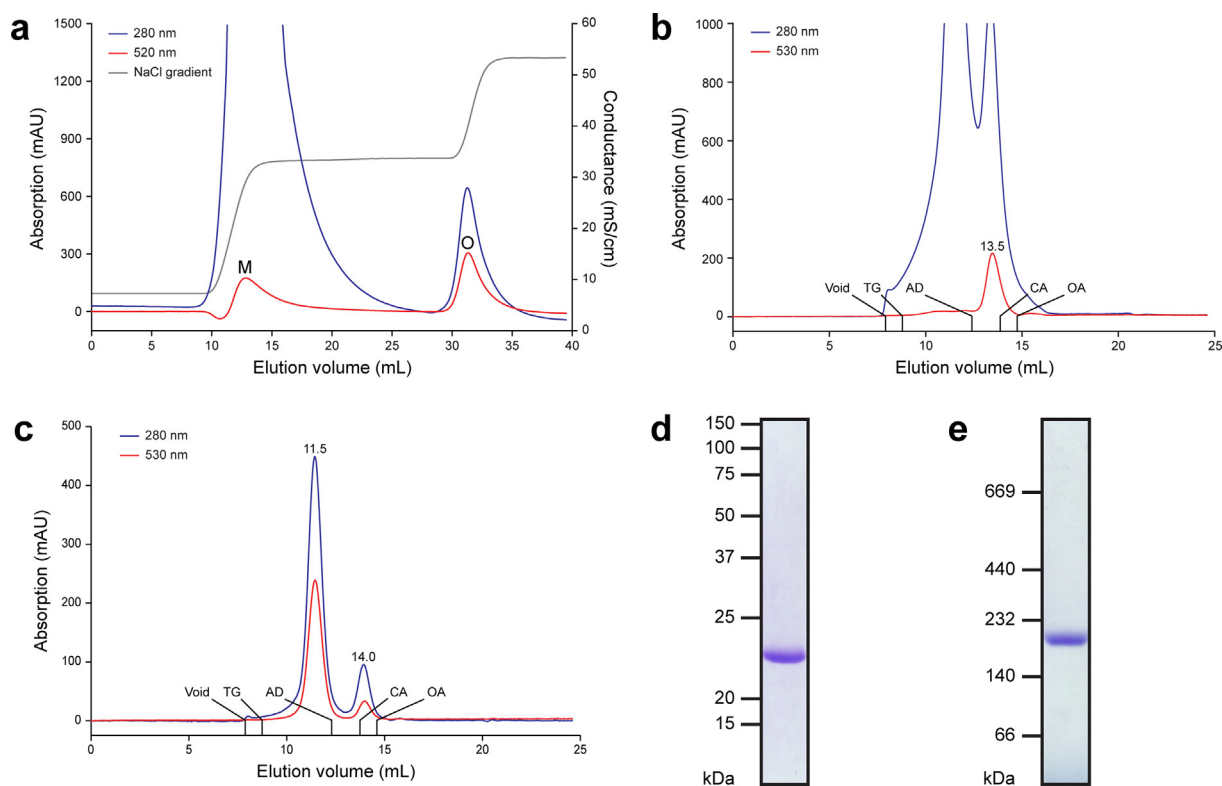 a
280 nm
520 nm
NaCl gradient
1500
1200
900
600
300
0
Absorption (mAU)
60
50
40
30
20
10
0
Conductance (mS/cm)
M
O
0 5 10 15 20 25 30 35 40
Elution volume (mL)
b
280 nm
530 nm
1000
800
600
400
200
0
Absorption (mAU)
13.5
Void TG AD CA OA
0 5 10 15 20 25
Elution volume (mL)
c
280 nm
530 nm
500
400
300
200
100
0
Absorption (mAU)
11.5
14.0
Void TG AD CA OA
0 5 10 15 20 25
Elution volume (mL)
d
150
100
75
50
37
25
20
15
kDa
e
669
440
232
140
66
kDa